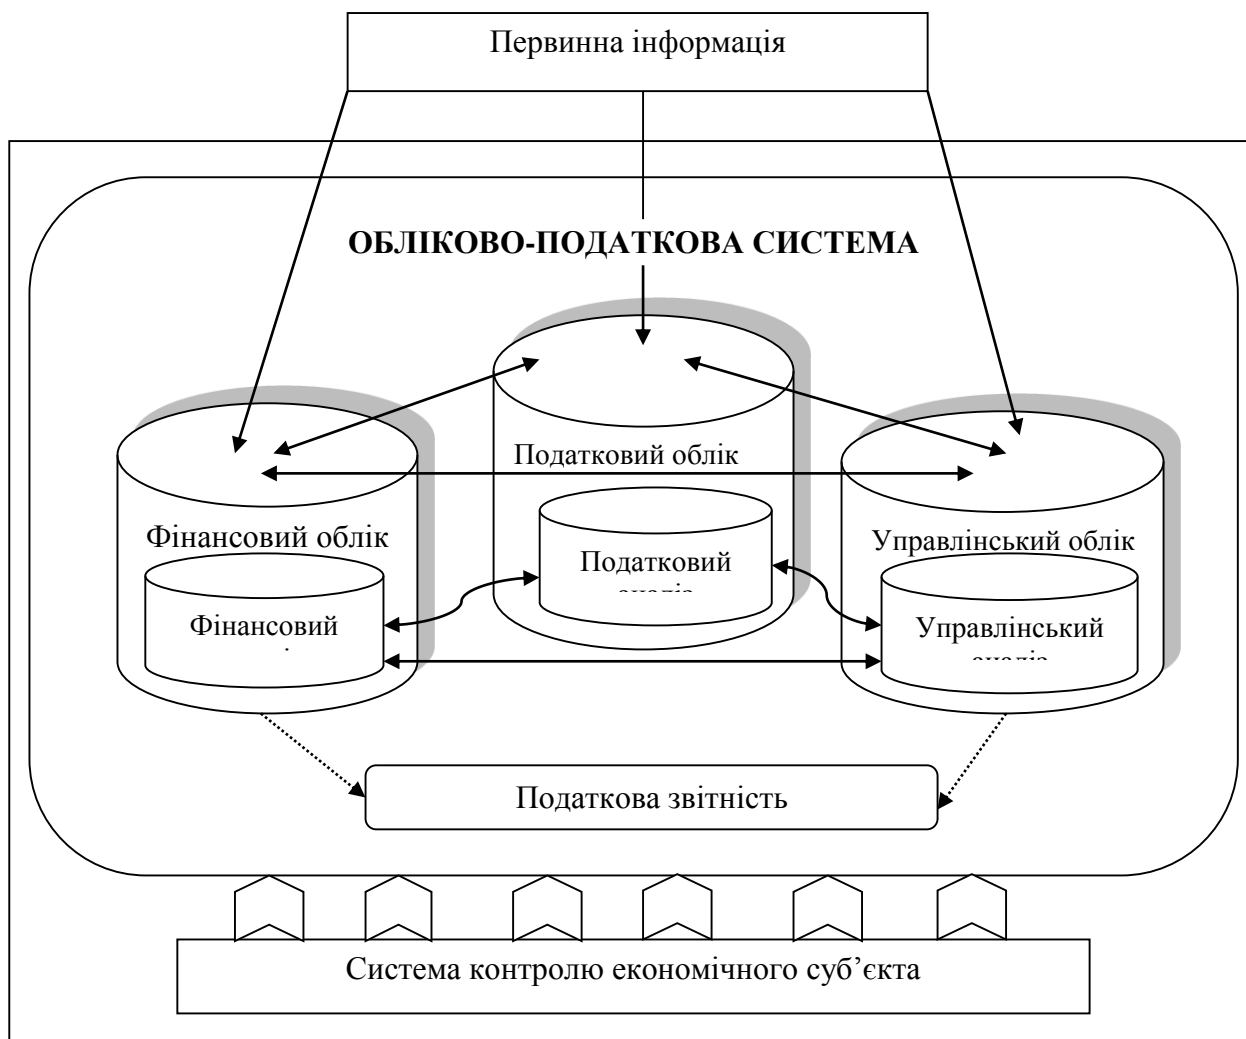 Первинна інформація
ОБЛІКОВО-ПОДАТКОВА СИСТЕМА
Податковий облік
Фінансовий облік
Управлінський облік
Податковий
Фінансовий
Управлінський
Податкова звітність
Система контролю економічного суб’єкта